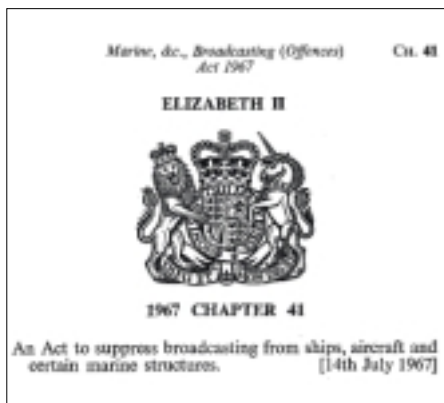 Marine, &c., Broadcasting (Offences) CH. 41
Act 1967
ELIZABETH II
1967 CHAPTER 41
An Act to suppress broadcasting from ships, aircraft and
certain marine structures. [14th July 1967]